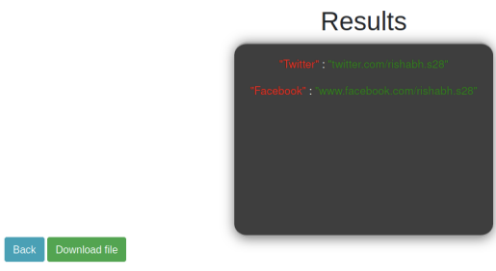 Results
"Twitter" : "twitter.com/rishabh.s28"
"Facebook" : "www.facebook.com/rishabh.s28"
Back
Download file